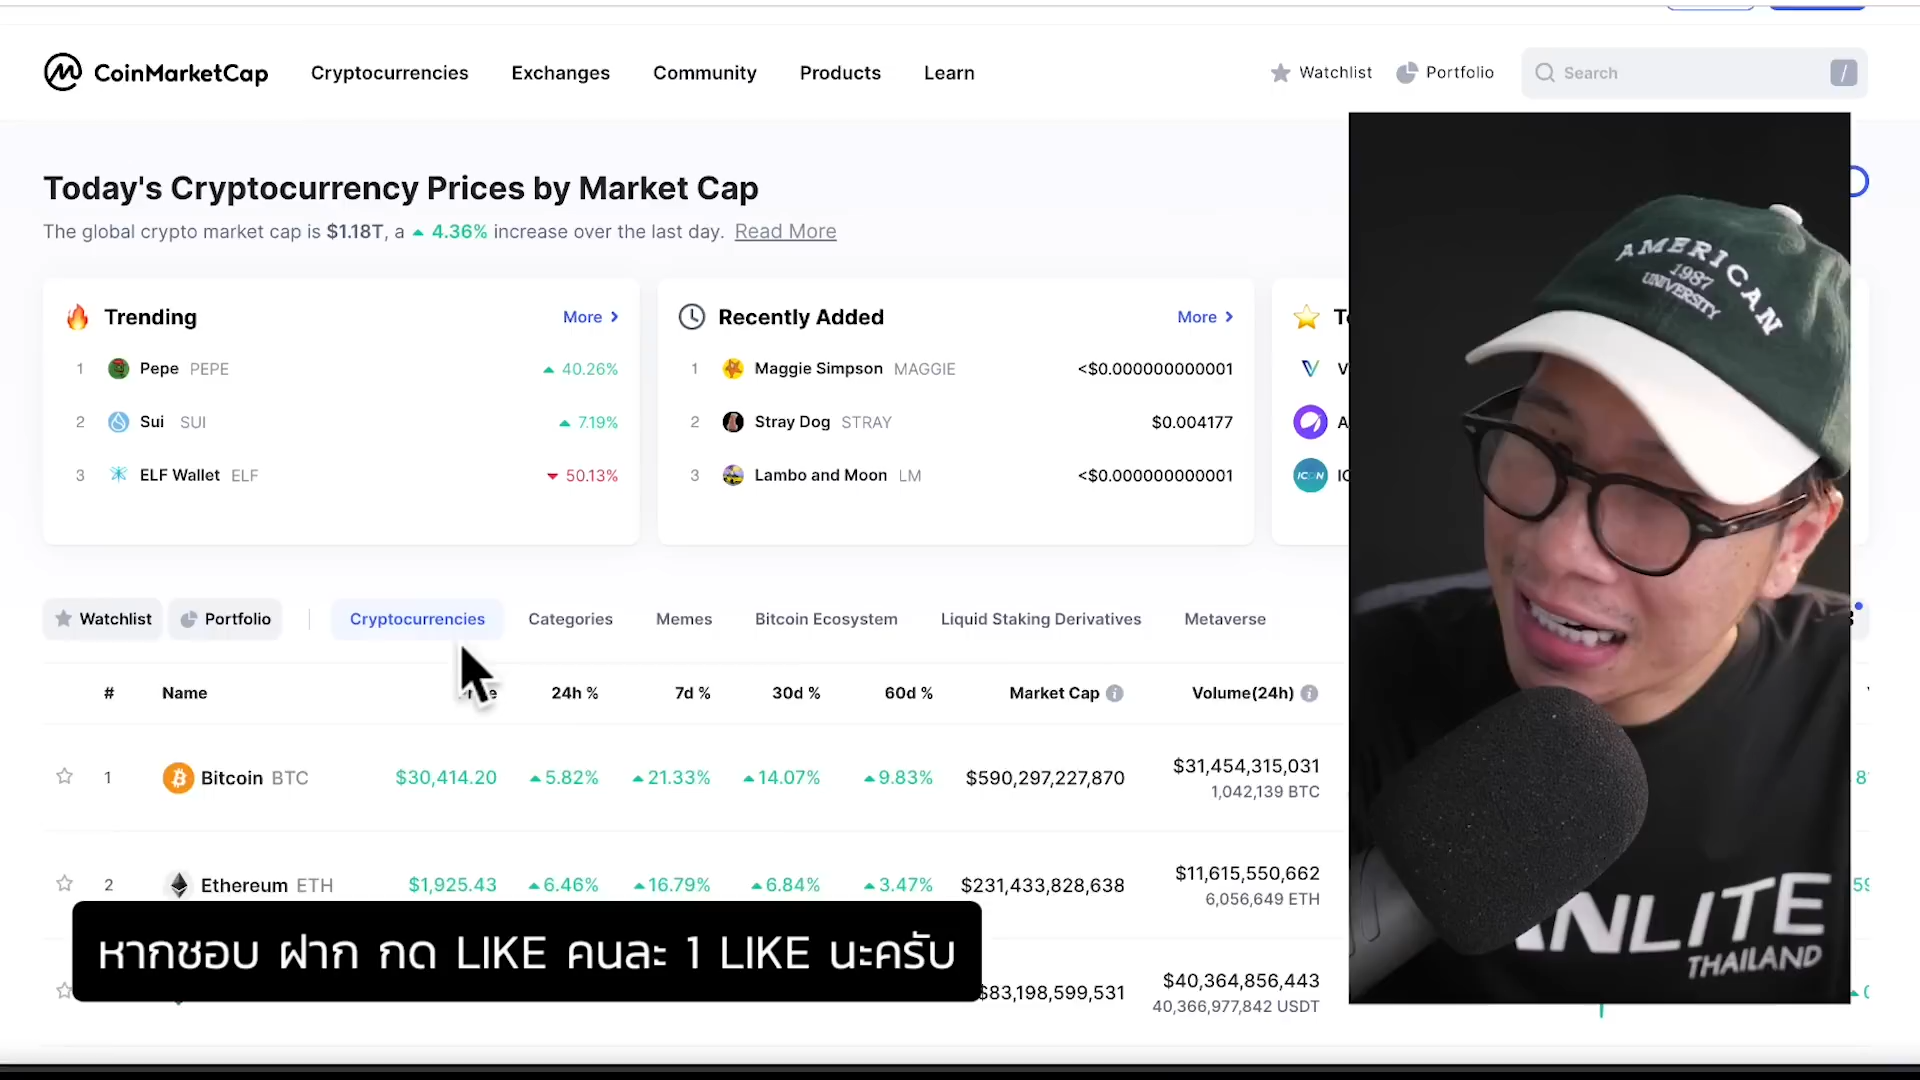 CoinMarketCap Cryptocurrencies Exchanges Community Products Learn Watchlist Portfolio Search /
Today's Cryptocurrency Prices by Market Cap
The global crypto market cap is $1.18T, a 4.36% increase over the last day. Read More
Trending More
1 Pepe PEPE 40.26%
2 Sui SUI 7.19%
3 ELF Wallet ELF 50.13%
Recently Added More
1 Maggie Simpson MAGGIE <$0.000000000001
2 Stray Dog STRAY $0.004177
3 Lambo and Moon LM <$0.000000000001
ICON
AMERICAN
1987
UNIVERSITY
Watchlist Portfolio Cryptocurrencies Categories Memes Bitcoin Ecosystem Liquid Staking Derivatives Metaverse
# Name 24h % 7d % 30d % 60d % Market Cap Volume(24h)
1 Bitcoin BTC $30,414.20 5.82% 21.33% 14.07% 9.83% $590,297,227,870 $31,454,315,031
1,042,139 BTC
2 Ethereum ETH $1,925.43 6.46% 16.79% 6.84% 3.47% $231,433,828,638 $11,615,550,662
6,056,649 ETH
$83,198,599,531 $40,364,856,443
40,366,977,842 USDT
หากชอบ ฝาก กด LIKE คนละ 1 LIKE นะครับ
NLITE
THAILAND